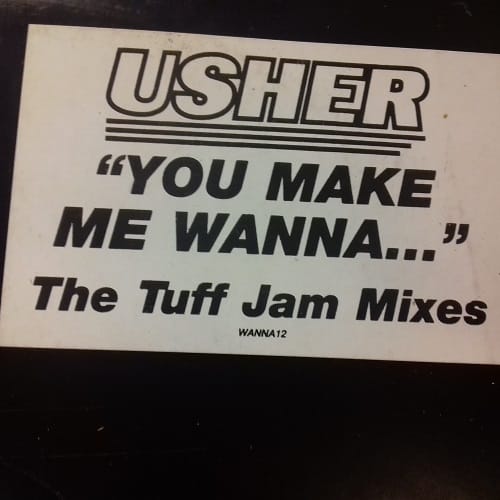 USHER
“YOU MAKE
ME WANNA...”
The Tuff Jam Mixes
WANNA12